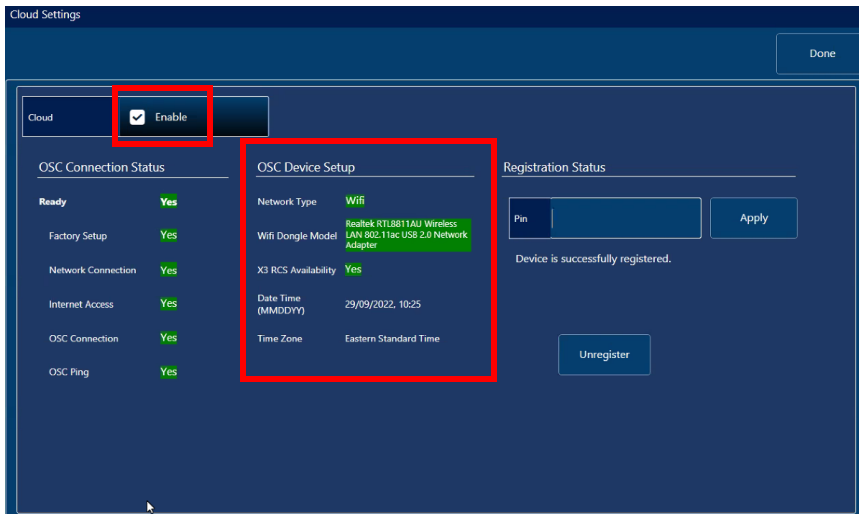 Cloud Settings
Done
Cloud
Enable
OSC Connection Status
Ready Yes
Factory Setup Yes
Network Connection Yes
Internet Access Yes
OSC Connection Yes
OSC Ping Yes
OSC Device Setup
Network Type Wifi
Wifi Dongle Model
Realtek RTL8811AU Wireless
LAN 802.11ac USB 2.0 Network
Adapter
X3 RCS Availability Yes
Date Time
(MMDDYY)
29/09/2022, 10:25
Time Zone Eastern Standard Time
Registration Status
Pin
Apply
Device is successfully registered.
Unregister